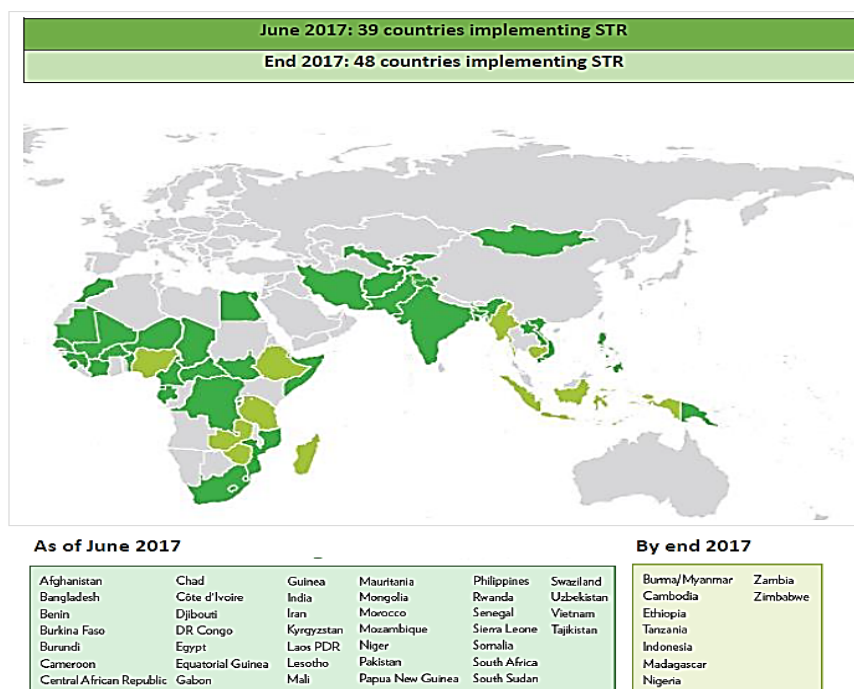 June 2017: 39 countries implementing STR
End 2017: 48 countries implementing STR
As of June 2017
By end 2017
Afghanistan
Bangladesh
Benin
Burkina Faso
Burundi
Cameroon
Central African Republic
Chad
Côte d'Ivoire
Djibouti
DR Congo
Egypt
Equatorial Guinea
Gabon
Guinea
India
Iran
Kyrgyzstan
Laos PDR
Lesotho
Mali
Mauritania
Mongolia
Morocco
Mozambique
Niger
Pakistan
Papua New Guinea
Philippines
Rwanda
Senegal
Sierra Leone
Somalia
South Africa
South Sudan
Swaziland
Uzbekistan
Vietnam
Tajikistan
Burma/Myanmar
Cambodia
Ethiopia
Tanzania
Indonesia
Madagascar
Nigeria
Zambia
Zimbabwe